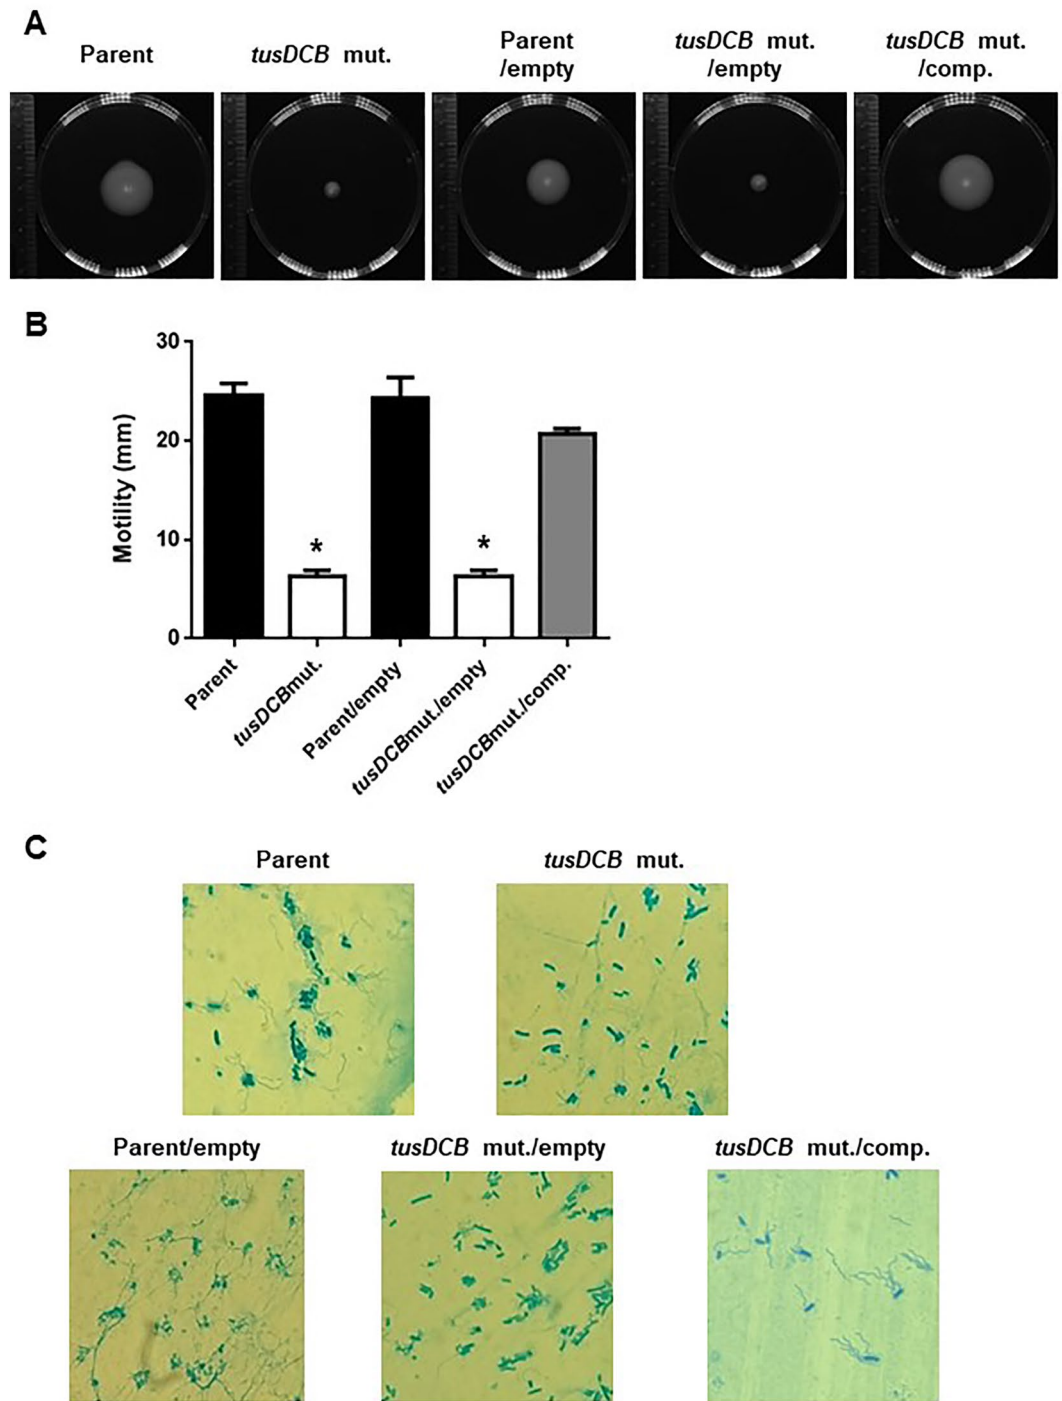 A
Parent
tusDCB mut.
Parent
/empty
tusDCB mut.
/empty
tusDCB mut.
/comp.
B
30
20
10
0
Motility (mm)
*
*
Parent
tusDCBmut.
Parent/empty
tusDCBmut./empty
tusDCBmut./comp.
C
Parent
tusDCB mut.
Parent/empty
tusDCB mut./empty
tusDCB mut./comp.